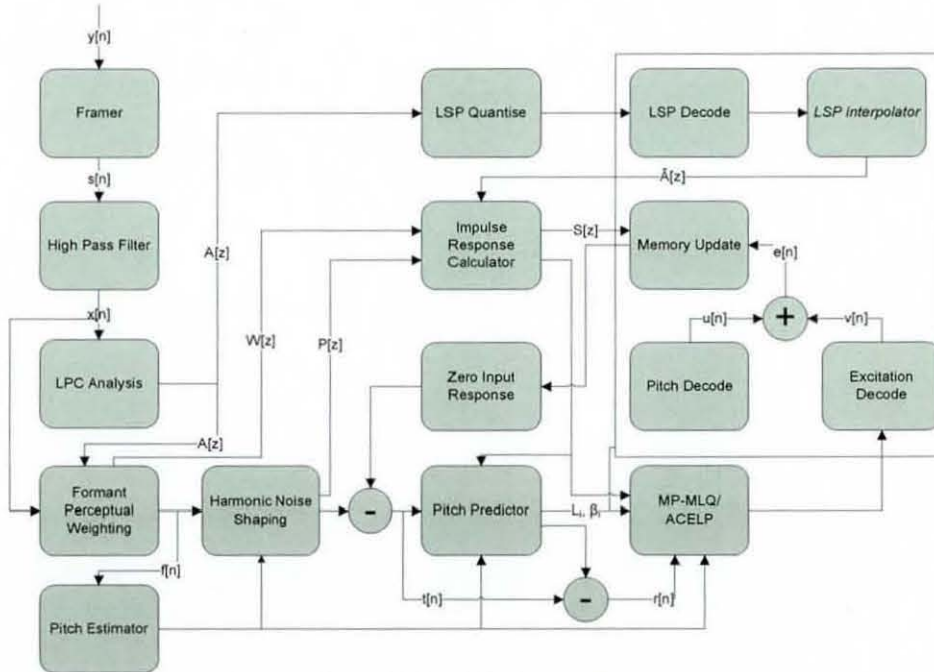 y[n]
Framer
LSP Quantise
LSP Decode
LSP Interpolator
s[n]
Ã[z]
High Pass Filter
A[z]
Impulse
Response
Calculator
S[z]
Memory Update
e[n]
x[n]
W[z]
P[z]
u[n]
+
v[n]
LPC Analysis
Zero Input
Response
Pitch Decode
Excitation
Decode
A[z]
Formant
Perceptual
Weighting
Harmonic Noise
Shaping
-
Pitch Predictor
Lᵢ, βᵢ
MP-MLQ/
ACELP
f[n]
Pitch Estimator
t[n]
-
r[n]